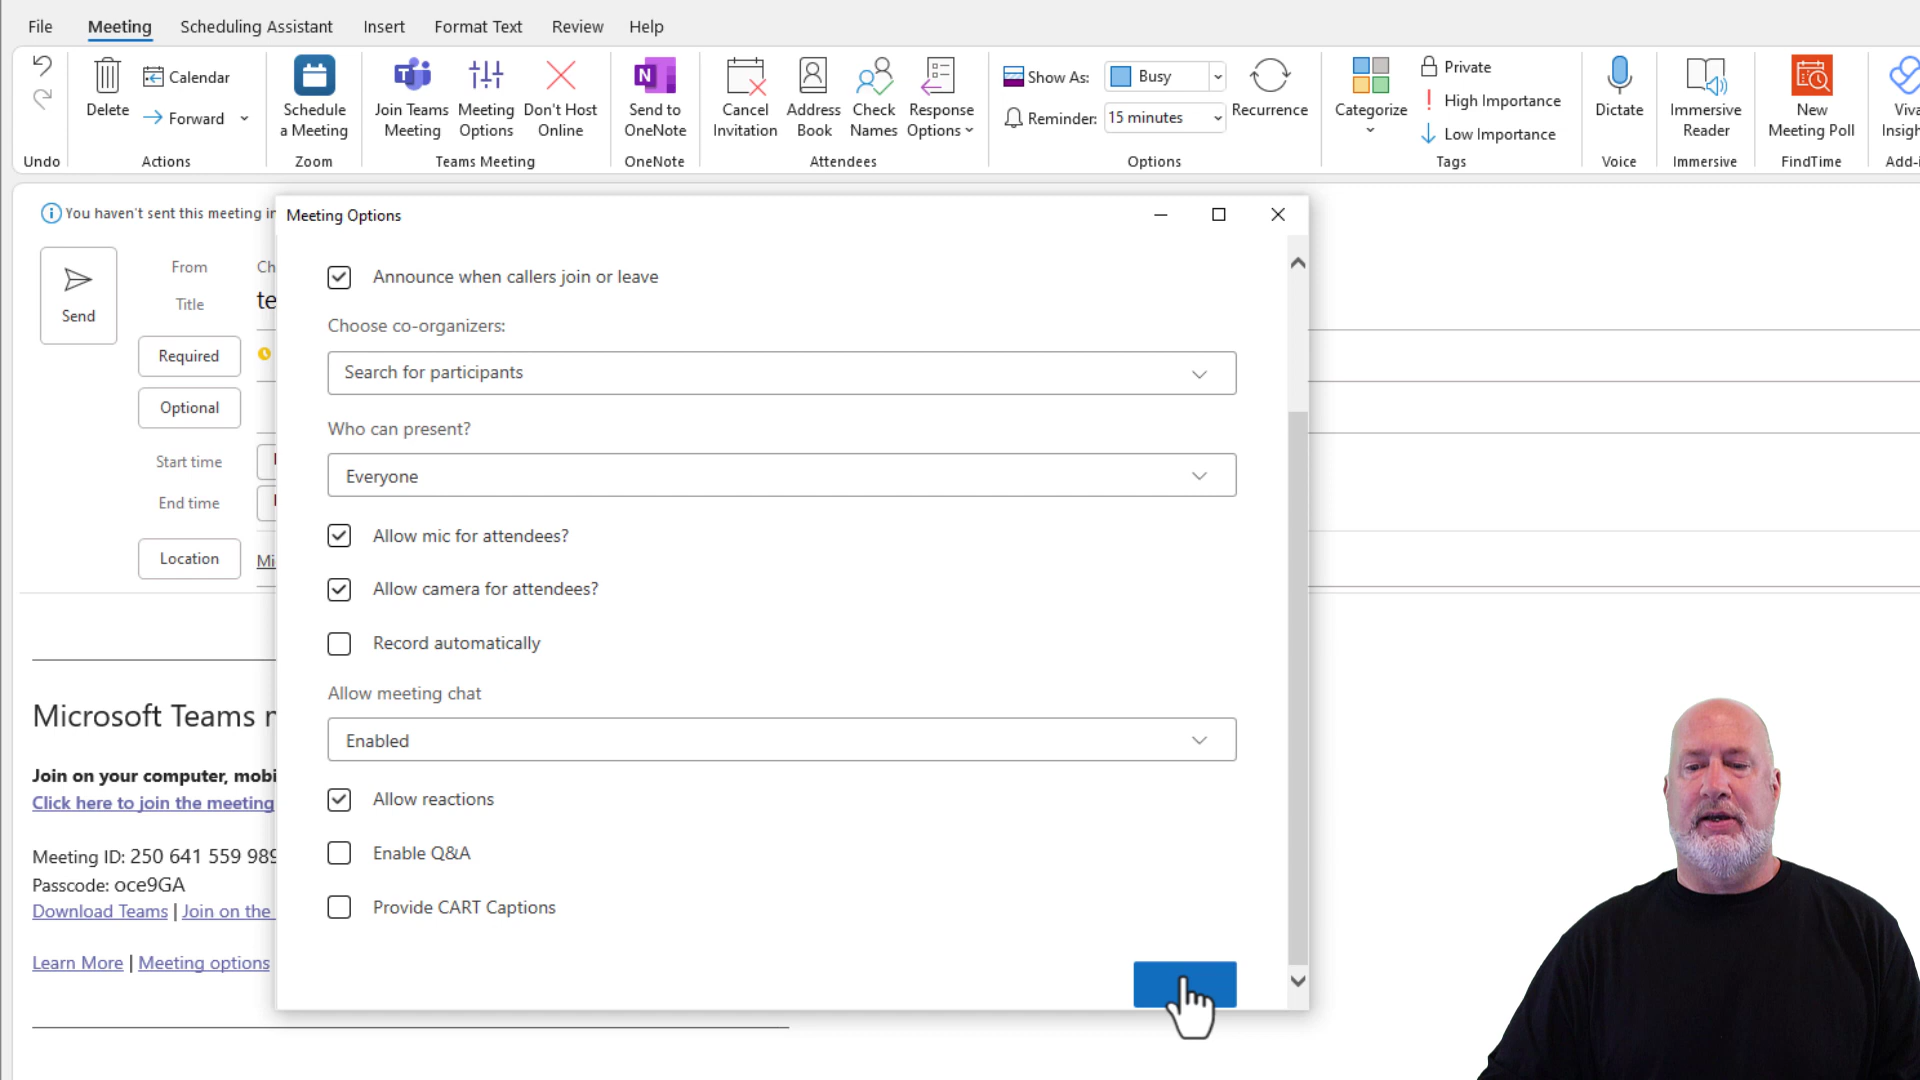 File Meeting Scheduling Assistant Insert Format Text Review Help
Delete
Calendar
Forward
Schedule
a Meeting
Join Teams
Meeting
Meeting
Options
Don't Host
Online
Send to
OneNote
Cancel
Invitation
Address
Book
Check
Names
Response
Options
Show As: Busy
Reminder: 15 minutes
Recurrence
Categorize
Private
High Importance
Low Importance
Dictate
Immersive
Reader
New
Meeting Poll
Undo Actions Zoom Teams Meeting OneNote Attendees Options Tags Voice Immersive FindTime
You haven't sent this meeting
Send
From
Title
Required
Optional
Start time
End time
Location
Meeting Options
Announce when callers join or leave
Choose co-organizers:
Search for participants
Who can present?
Everyone
Allow mic for attendees?
Allow camera for attendees?
Record automatically
Allow meeting chat
Enabled
Allow reactions
Enable Q&A
Provide CART Captions
Microsoft Teams
Join on your computer,
Click here to join the meeting
Meeting ID: 250 641 559 989
Passcode: oce9GA
Download Teams | Join on the
Learn More | Meeting options